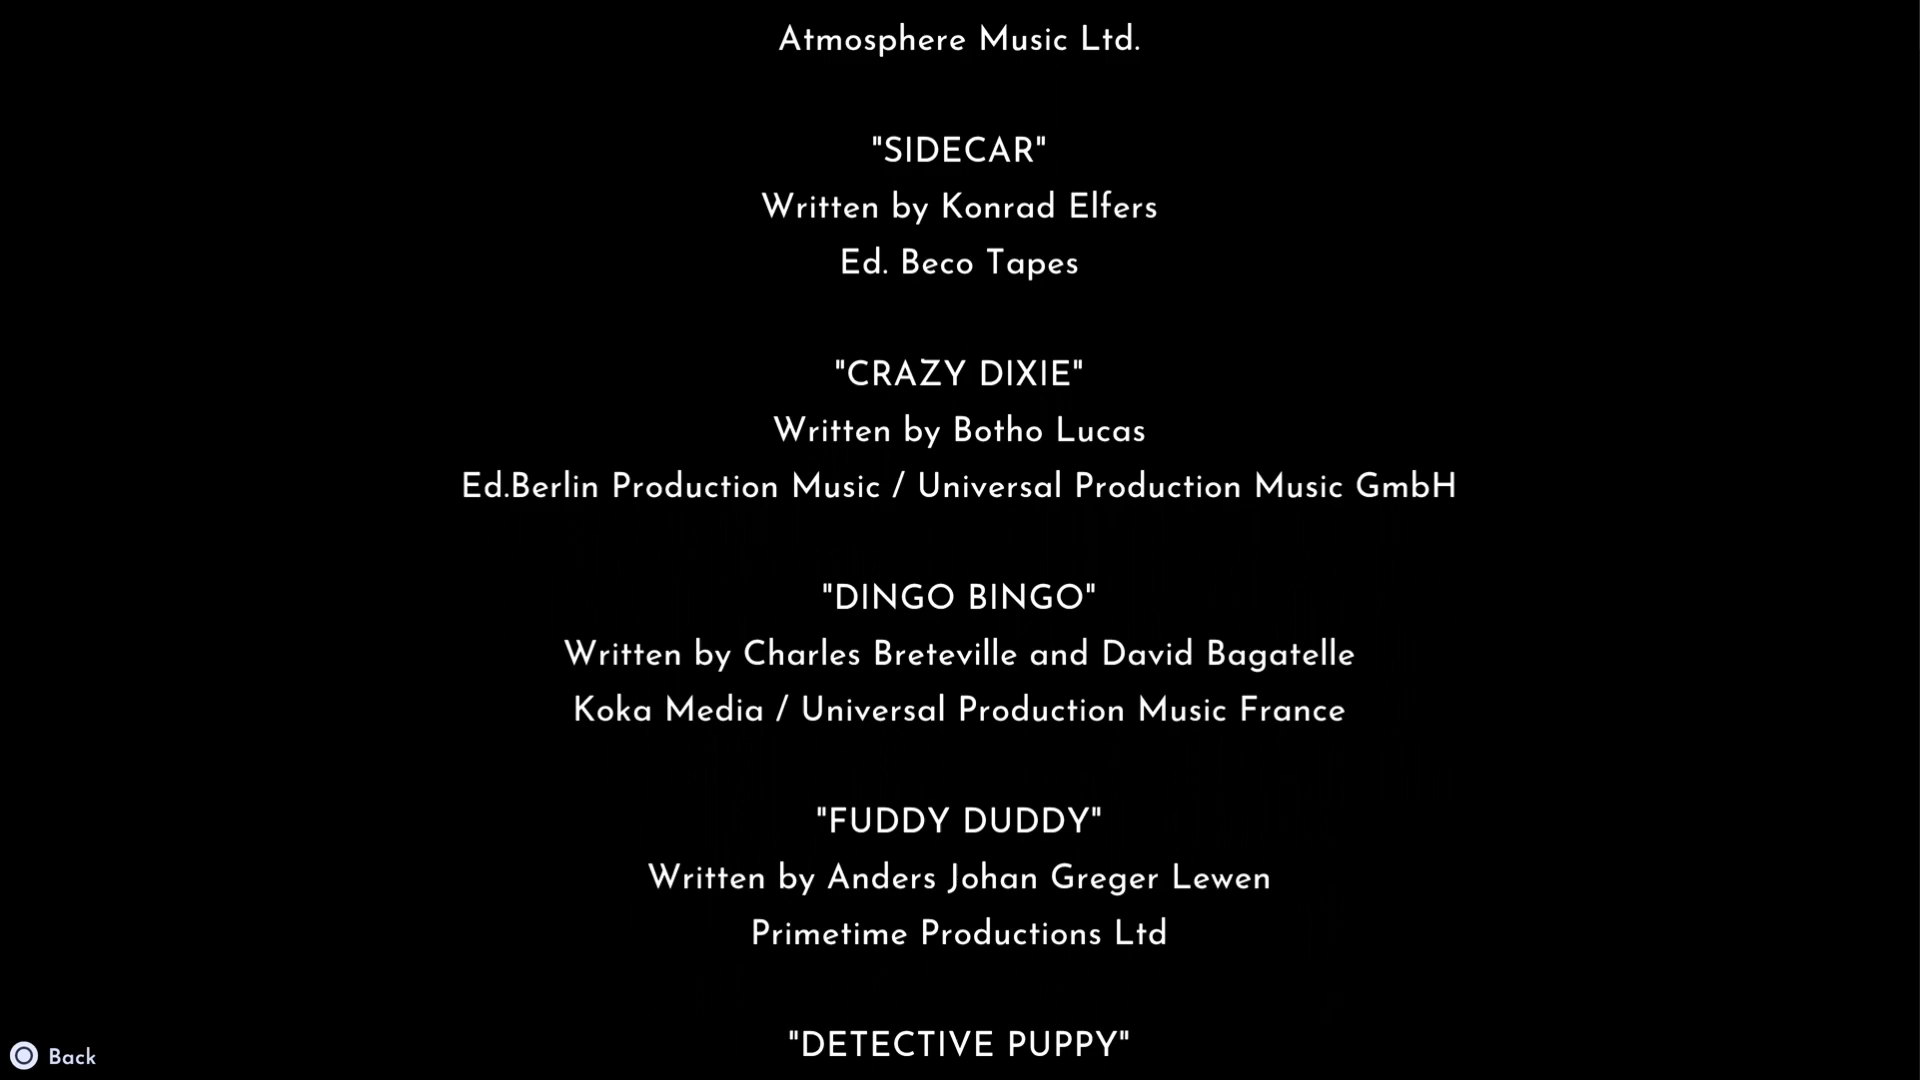 Atmosphere Music Ltd.
"SIDECAR"
Written by Konrad Elfers
Ed. Beco Tapes
"CRAZY DIXIE"
Written by Botho Lucas
Ed.Berlin Production Music / Universal Production Music GmbH
"DINGO BINGO"
Written by Charles Breteville and David Bagatelle
Koka Media / Universal Production Music France
"FUDDY DUDDY"
Written by Anders Johan Greger Lewen
Primetime Productions Ltd
"DETECTIVE PUPPY"
Back